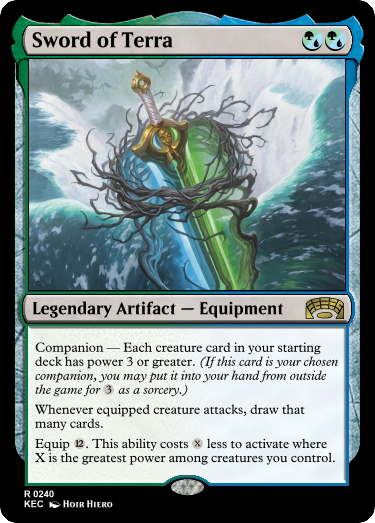 Sword of Terra
Legendary Artifact — Equipment
Companion — Each creature card in your starting
deck has power 3 or greater. (If this card is your chosen
companion, you may put it into your hand from outside
the game for 3 as a sorcery.)
Whenever equipped creature attacks, draw that
many cards.
Equip 12. This ability costs X less to activate where
X is the greatest power among creatures you control.
R 0240
KEC Hoir Hiero